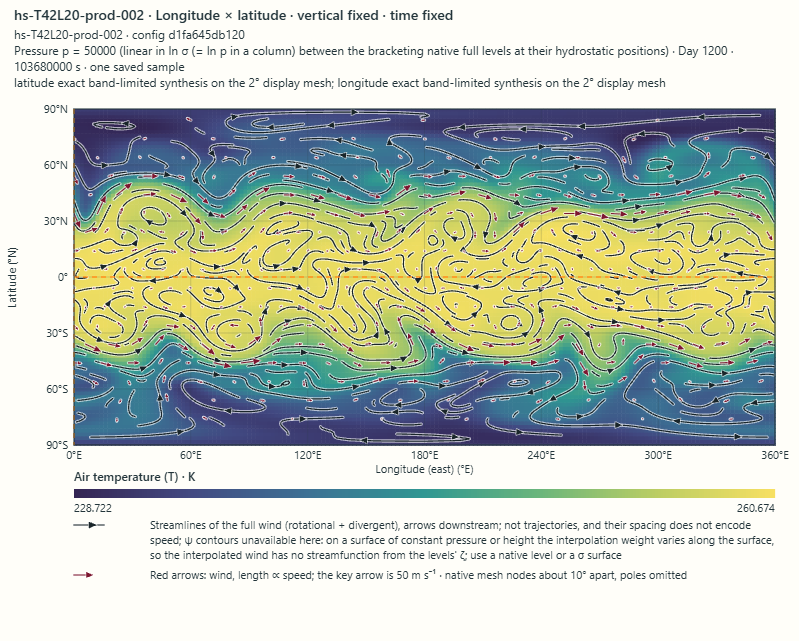 hs-T42L20-prod-002 · Longitude × latitude · vertical fixed · time fixed
hs-T42L20-prod-002 · config d1fa645db120
Pressure p = 50000 (linear in ln σ (= ln p in a column) between the bracketing native full levels at their hydrostatic positions) · Day 1200 ·
103680000 s · one saved sample
latitude exact band-limited synthesis on the 2° display mesh; longitude exact band-limited synthesis on the 2° display mesh
90°N
60°N
30°N
0°
30°S
60°S
90°S
Latitude (°N)
0°E
60°E
120°E
180°E
240°E
300°E
360°E
Longitude (east) (°E)
Air temperature (T) · K
228.722
260.674
Streamlines of the full wind (rotational + divergent), arrows downstream; not trajectories, and their spacing does not encode
speed; ψ contours unavailable here: on a surface of constant pressure or height the interpolation weight varies along the surface,
so the interpolated wind has no streamfunction from the levels' ζ; use a native level or a σ surface
Red arrows: wind, length ∝ speed; the key arrow is 50 m s⁻¹ · native mesh nodes about 10° apart, poles omitted